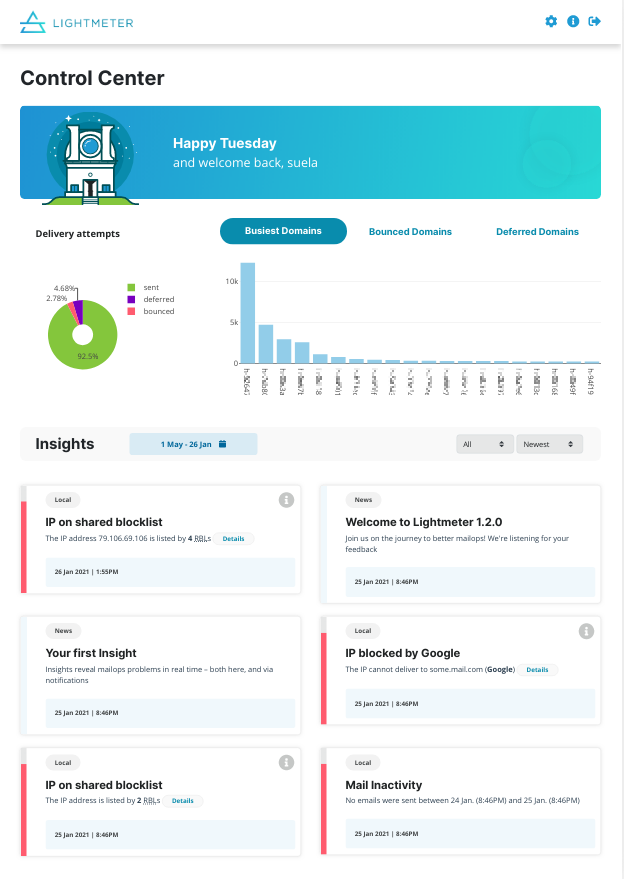 LIGHTMETER
Control Center
Happy Tuesday
and welcome back, suela
Delivery attempts
Busiest Domains
Bounced Domains
Deferred Domains
4.68%
2.78%
92.5%
sent
deferred
bounced
10k
5k
0
Insights
1 May - 26 Jan
All
Newest
Local
IP on shared blocklist
The IP address 79.106.69.106 is listed by 4 RBLs Details
26 Jan 2021 | 1:55PM
News
Welcome to Lightmeter 1.2.0
Join us on the journey to better mailops! We're listening for your
feedback
25 Jan 2021 | 8:46PM
News
Your first Insight
Insights reveal mailops problems in real time – both here, and via
notifications
25 Jan 2021 | 8:46PM
Local
IP blocked by Google
The IP cannot deliver to some.mail.com (Google) Details
25 Jan 2021 | 8:46PM
Local
IP on shared blocklist
The IP address is listed by 2 RBLs Details
25 Jan 2021 | 8:46PM
Local
Mail Inactivity
No emails were sent between 24 Jan. (8:46PM) and 25 Jan. (8:46PM)
25 Jan 2021 | 8:46PM